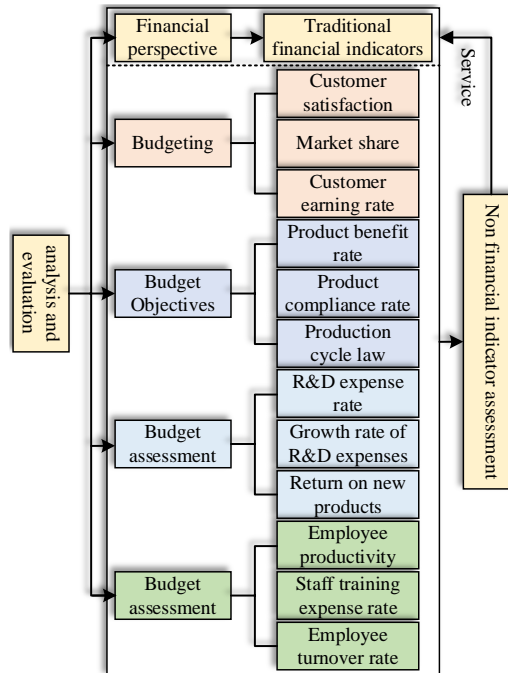 Financial
perspective
Traditional
financial indicators
Service
Customer
satisfaction
Budgeting
Market share
Customer
earning rate
Product benefit
rate
analysis and
evaluation
Budget
Objectives
Product
compliance rate
Production
cycle law
Non financial indicator assessment
R&D expense
rate
Budget
assessment
Growth rate of
R&D expenses
Return on new
products
Employee
productivity
Budget
assessment
Staff training
expense rate
Employee
turnover rate